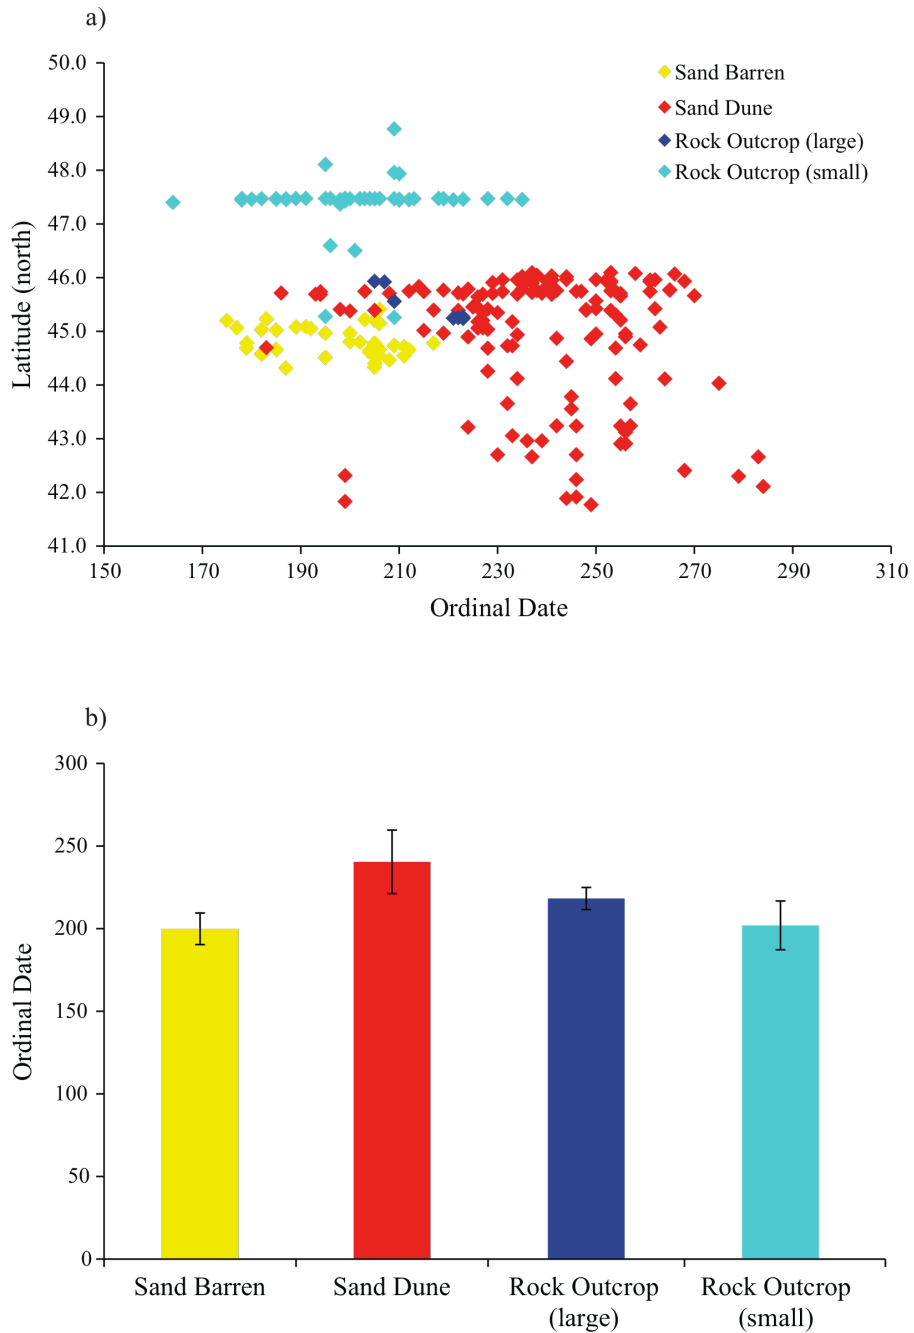 a)
50.0
49.0
48.0
47.0
46.0
45.0
44.0
43.0
42.0
41.0
Latitude (north)
Sand Barren
Sand Dune
Rock Outcrop (large)
Rock Outcrop (small)
150 170 190 210 230 250 270 290 310
Ordinal Date
b)
300
250
200
150
100
50
0
Ordinal Date
Sand Barren Sand Dune Rock Outcrop Rock Outcrop
(large) (small)